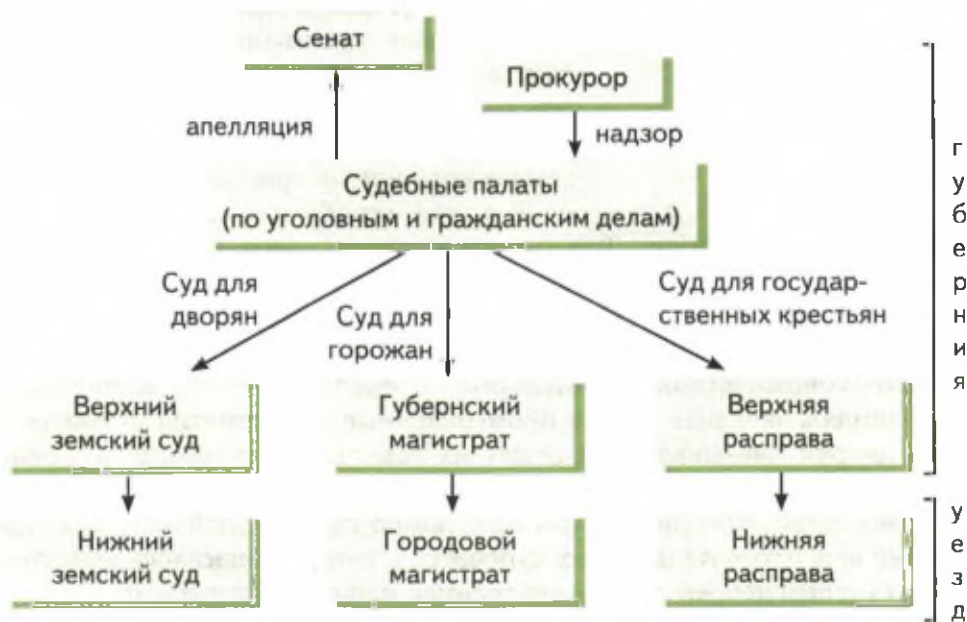 Сенат
Прокурор
апелляция
надзор
Судебные палаты
(по уголовным и гражданским делам)
Суд для
дворян
Суд для
горожан
Суд для государ-
ственных крестьян
Верхний
земский суд
Губернский
магистрат
Верхняя
расправа
Нижний
земский суд
Городовой
магистрат
Нижняя
расправа
г
у
б
е
р
н
и
я
у
е
з
д